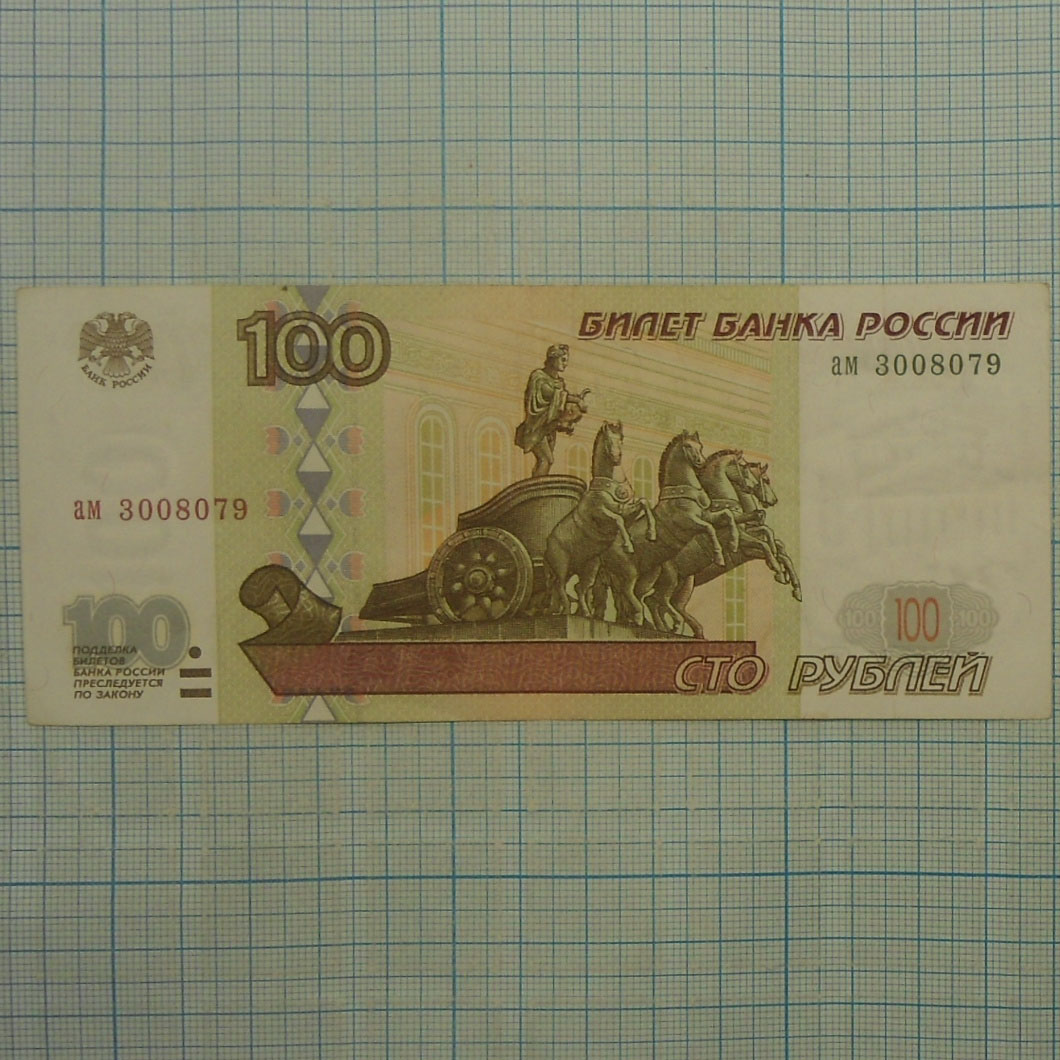 БАНК РОССИИ
100
БИЛЕТ БАНКА РОССИИ
ам 3008079
ам 3008079
100
ПОДДЕЛКА
БИЛЕТОВ
БАНКА РОССИИ
ПРЕСЛЕДУЕТСЯ
ПО ЗАКОНУ
100 100 100
СТО РУБЛЕЙ